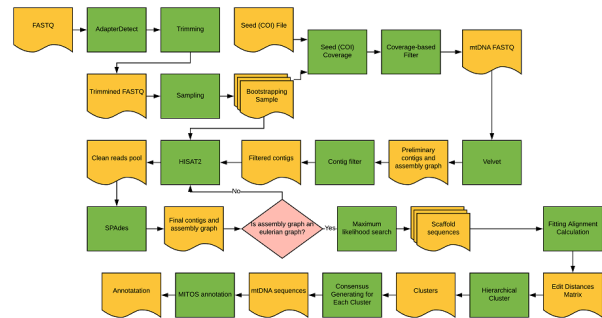 FASTQ
AdapterDetect
Trimming
Seed (COI) File
Seed (COI)
Coverage
Coverage-based
Filter
mtDNA FASTQ
Trimmined FASTQ
Sampling
Bootstrapping
Sample
Clean reads pool
HISAT2
Filtered contigs
Contig filter
Preliminary
contigs and
assembly graph
Velvet
No
SPAdes
Final contigs and
assembly graph
Is assembly graph an
eulerian graph?
Yes
Maximum
likelihood search
Scaffold
sequences
Fitting Alignment
Calculation
Annotatation
MITOS annotation
mtDNA sequences
Consensus
Generating for
Each Cluster
Clusters
Hierarchical
Cluster
Edit Distances
Matrix